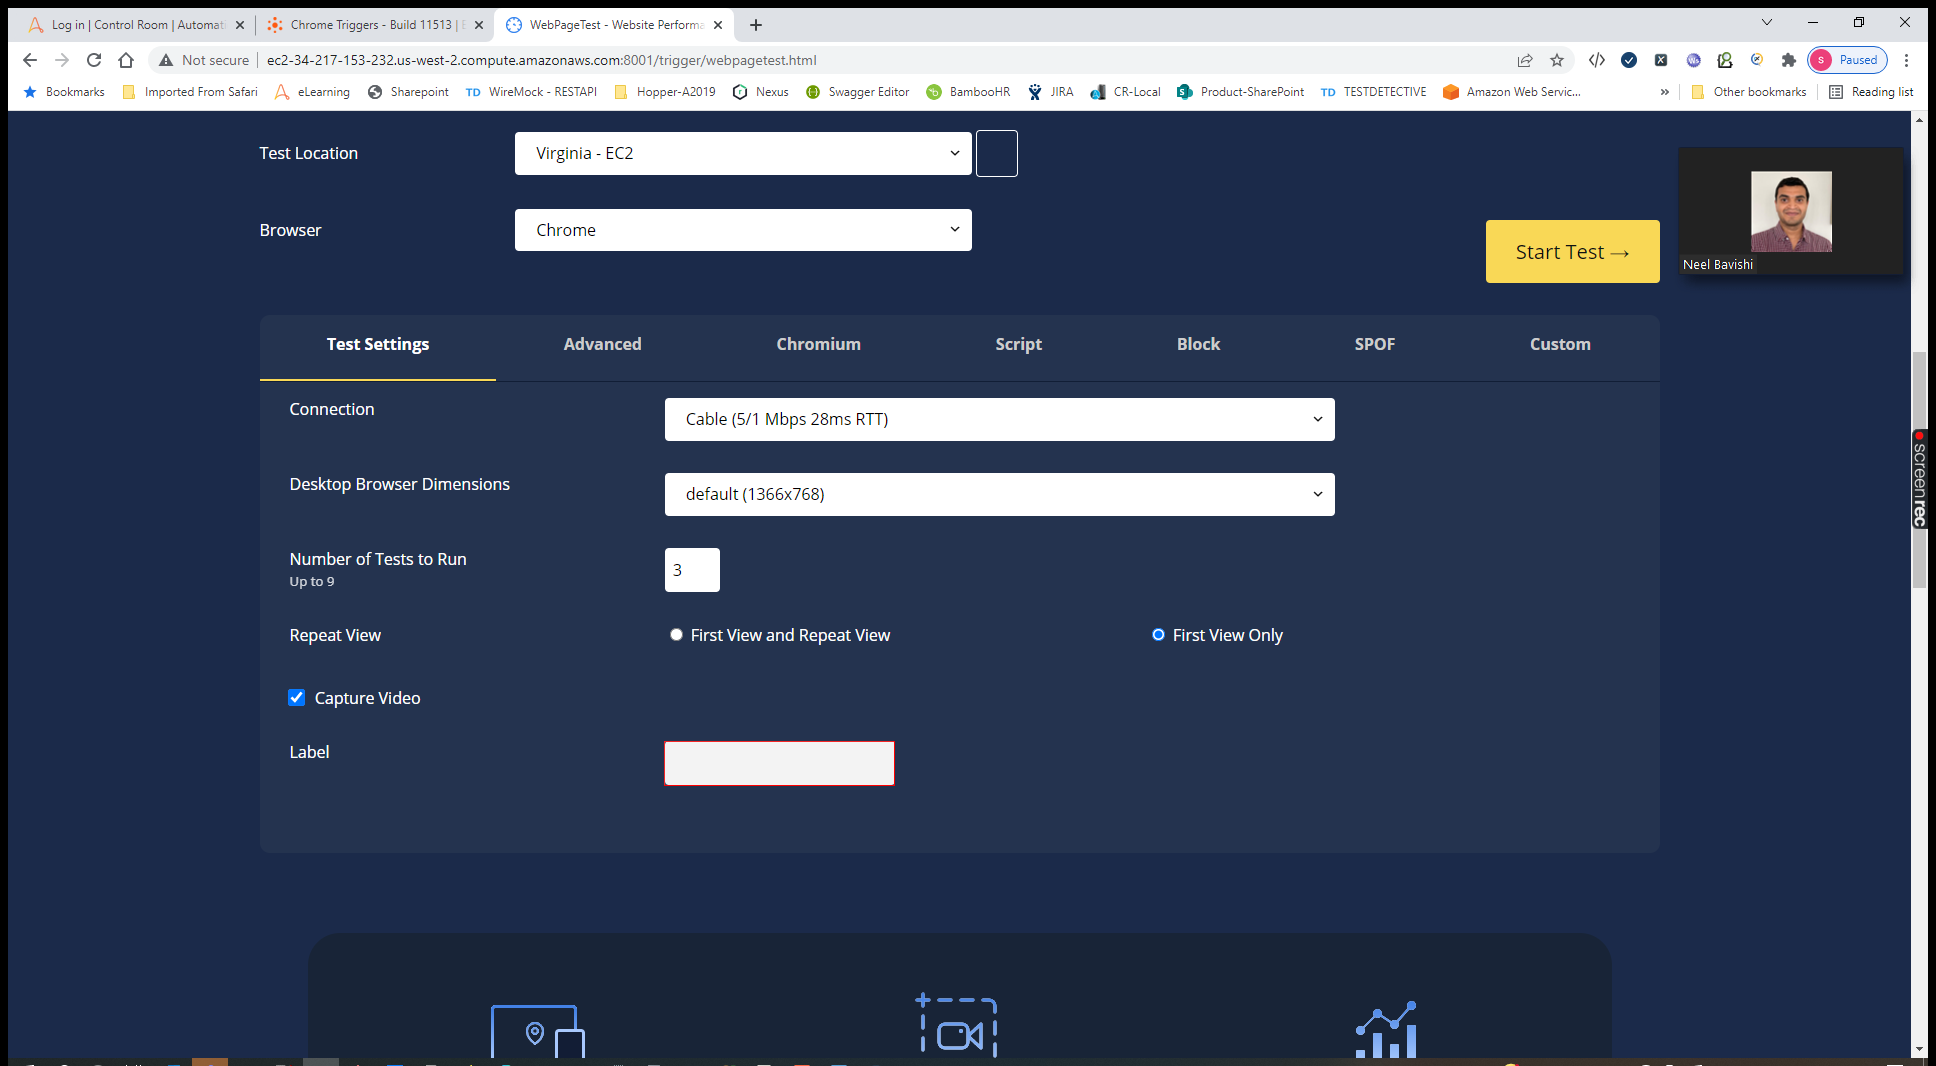 Log in | Control Room | Automat
Chrome Triggers - Build 11513 | E
WebPageTest - Website Performa
Not secure
ec2-34-217-153-232.us-west-2.compute.amazonaws.com:8001/trigger/webpagetest.html
S Paused
Bookmarks
Imported From Safari
eLearning
Sharepoint
TD WireMock - RESTAPI
Hopper-A2019
Nexus
Swagger Editor
BambooHR
JIRA
CR-Local
Product-SharePoint
TD TESTDETECTIVE
Amazon Web Servic...
»
Other bookmarks
Reading list
Test Location
Virginia - EC2
Browser
Chrome
Start Test →
Neel Bavishi
Test Settings
Advanced
Chromium
Script
Block
SPOF
Custom
Connection
Cable (5/1 Mbps 28ms RTT)
Desktop Browser Dimensions
default (1366x768)
Number of Tests to Run
Up to 9
3
Repeat View
First View and Repeat View
First View Only
Capture Video
Label
screenrec